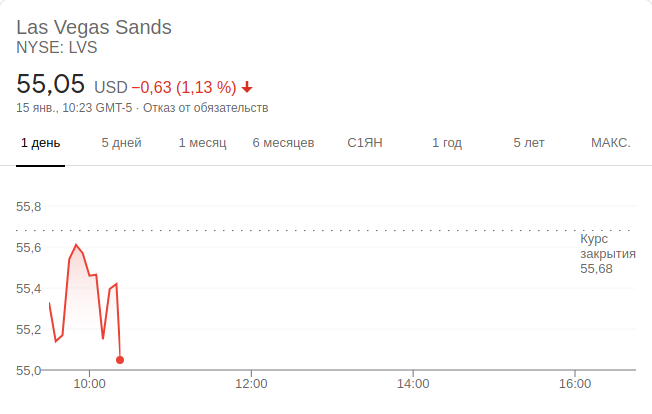 Las Vegas Sands
NYSE: LVS
55,05 USD −0,63 (1,13 %)
15 янв., 10:23 GMT-5 · Отказ от обязательств
1 день 5 дней 1 месяц 6 месяцев С1ЯН 1 год 5 лет МАКС.
55,8
55,6
55,4
55,2
55,0
Курс
закрытия
55,68
10:00 12:00 14:00 16:00